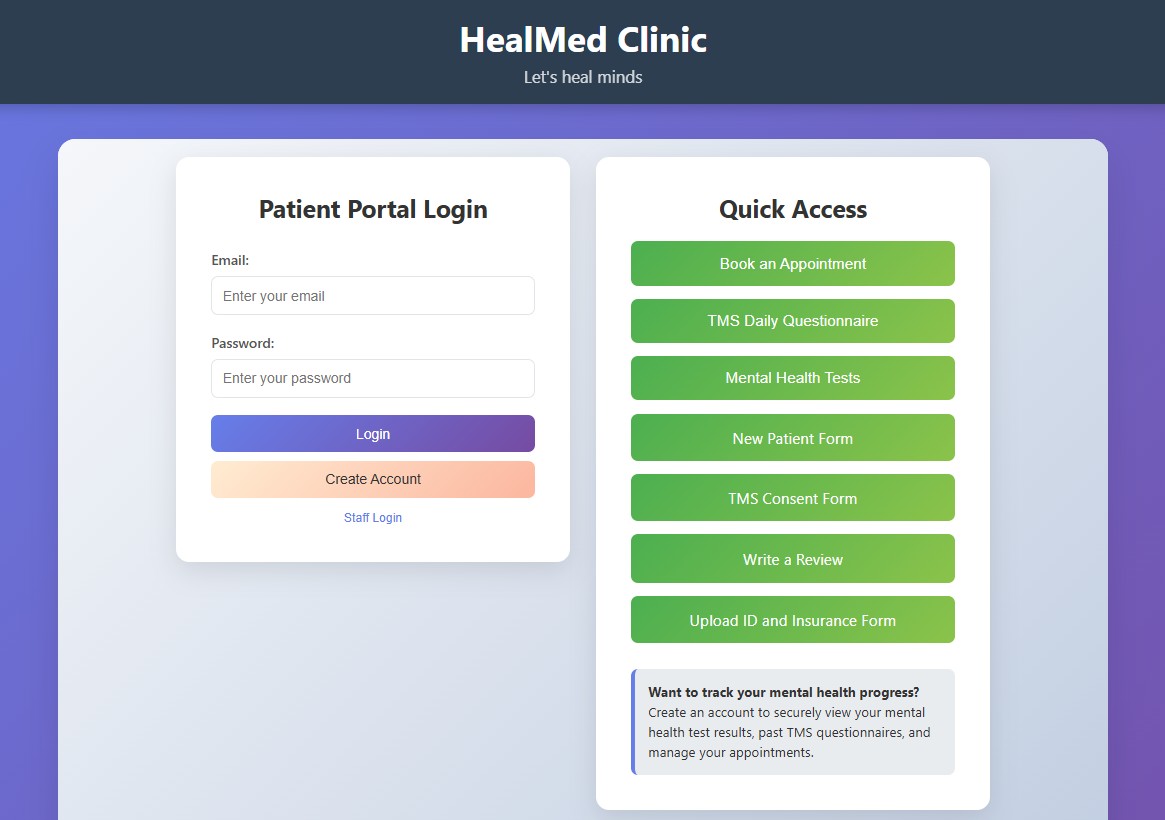 HealMed Clinic
Let's heal minds
Patient Portal Login
Email:
Enter your email
Password:
Enter your password
Login
Create Account
Staff Login
Quick Access
Book an Appointment
TMS Daily Questionnaire
Mental Health Tests
New Patient Form
TMS Consent Form
Write a Review
Upload ID and Insurance Form
Want to track your mental health progress?
Create an account to securely view your mental
health test results, past TMS questionnaires, and
manage your appointments.